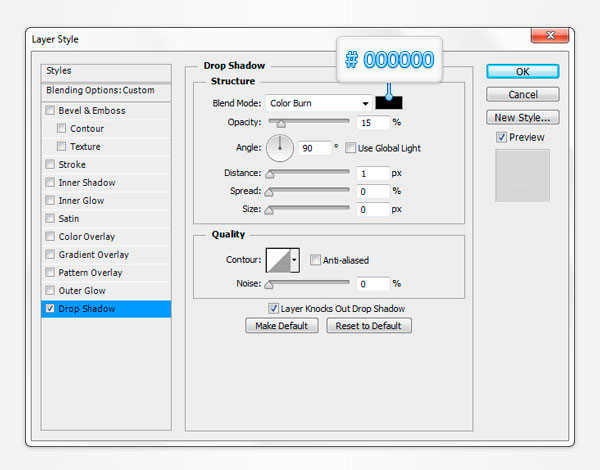 Layer Style
Styles
Blending Options: Custom
Bevel & Emboss
Contour
Texture
Stroke
Inner Shadow
Inner Glow
Satin
Color Overlay
Gradient Overlay
Pattern Overlay
Outer Glow
Drop Shadow
Drop Shadow
Structure
# 000000
Blend Mode: Color Burn
Opacity: 15 %
Angle: 90 ° Use Global Light
Distance: 1 px
Spread: 0 %
Size: 0 px
Quality
Contour: Anti-aliased
Noise: 0 %
Layer Knocks Out Drop Shadow
Make Default Reset to Default
OK
Cancel
New Style...
Preview